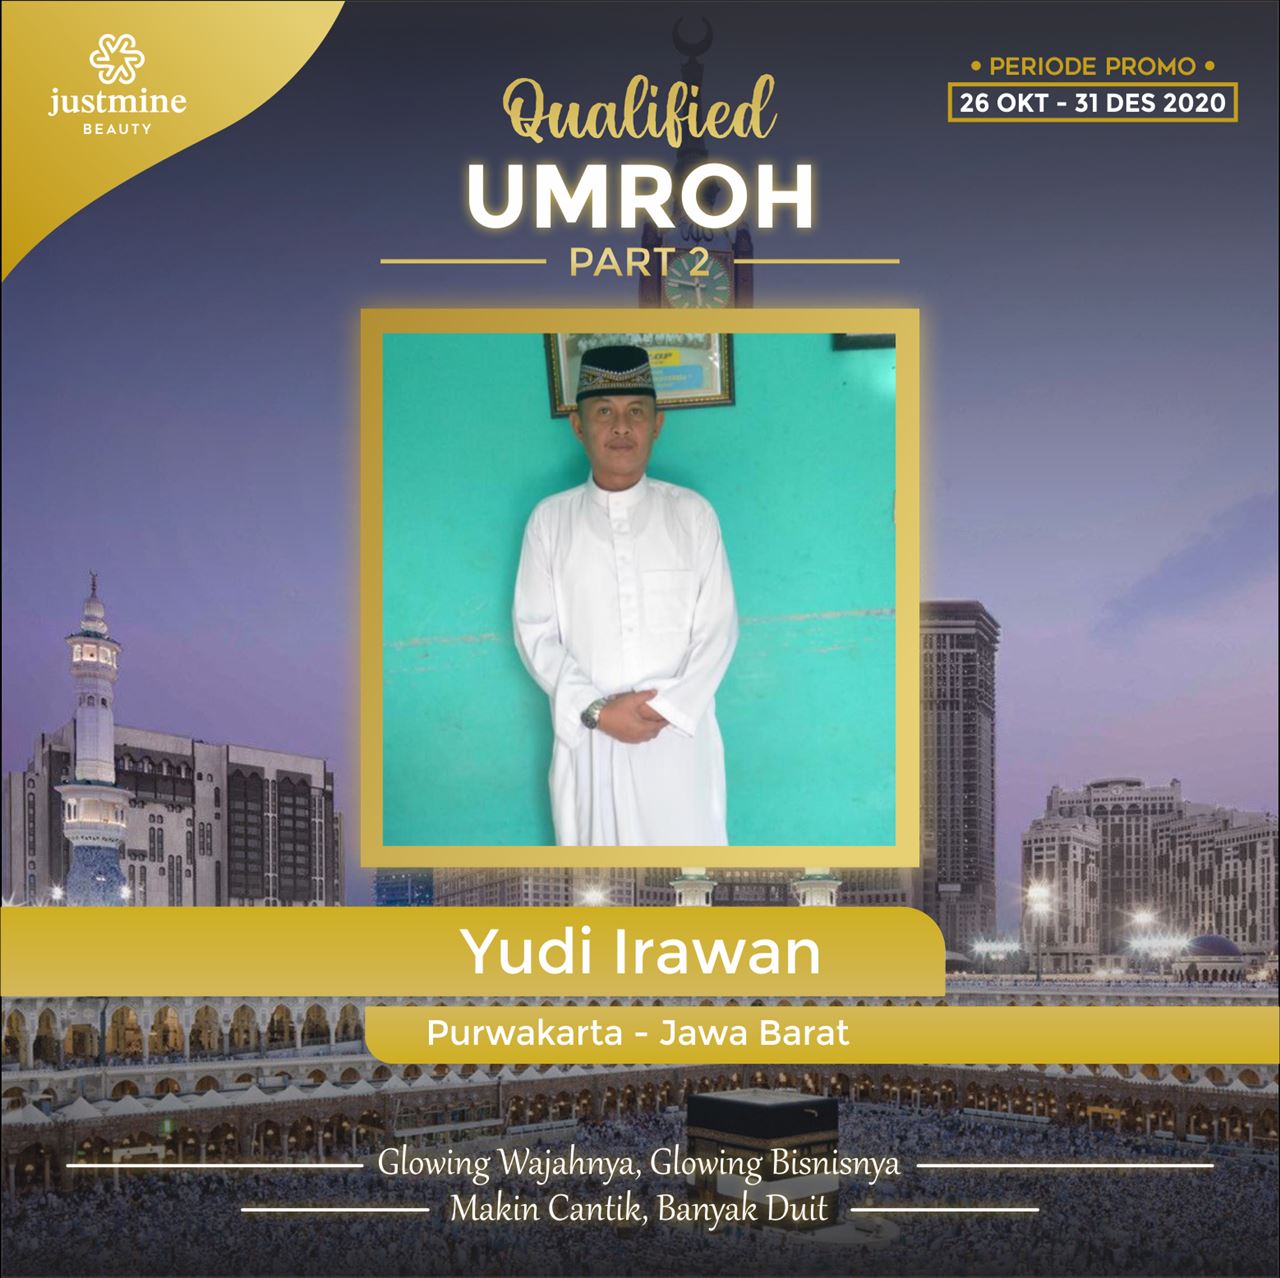 justmine
BEAUTY
• PERIODE PROMO •
26 OKT - 31 DES 2020
Qualified
UMROH
PART 2
Yudi Irawan
Purwakarta - Jawa Barat
Glowing Wajahnya, Glowing Bisnisnya
Makin Cantik, Banyak Duit